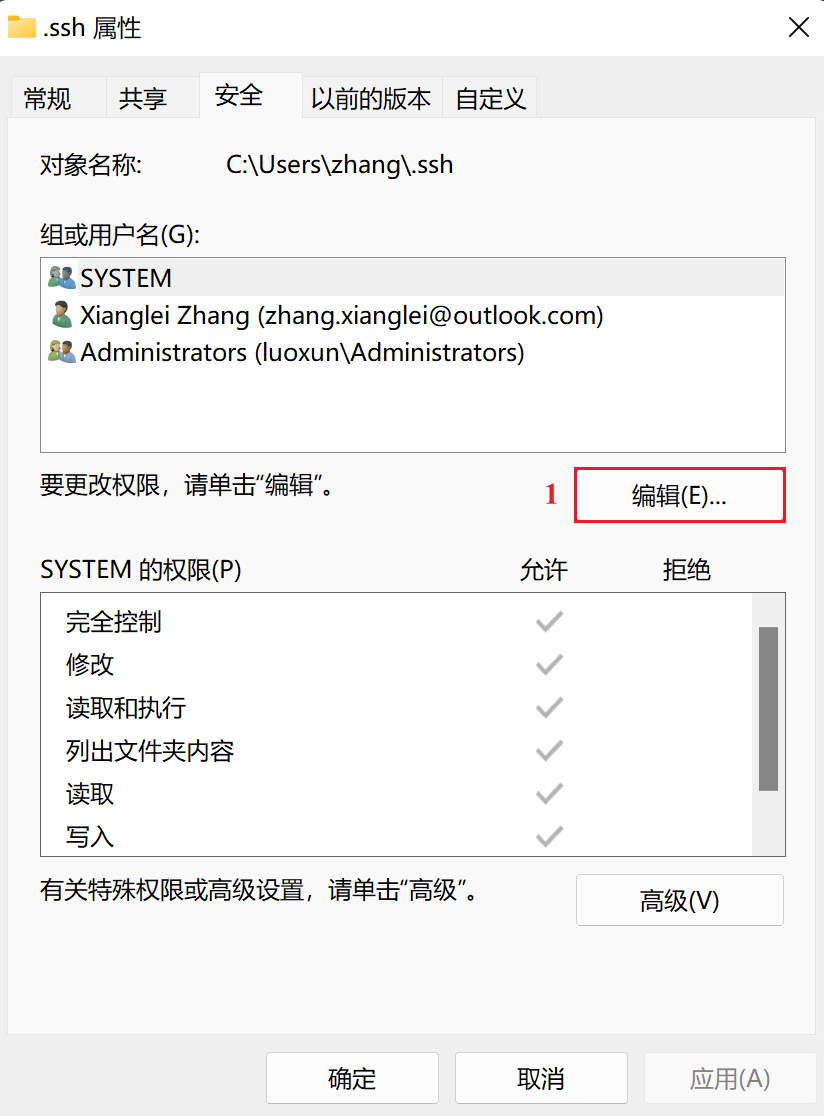 .ssh 属性
常规 共享 安全 以前的版本 自定义
对象名称: C:\Users\zhang\.ssh
组或用户名(G):
SYSTEM
Xianglei Zhang (zhang.xianglei@outlook.com)
Administrators (luoxun\Administrators)
要更改权限，请单击“编辑”。 1 编辑(E)...
SYSTEM 的权限(P) 允许 拒绝
完全控制
修改
读取和执行
列出文件夹内容
读取
写入
有关特殊权限或高级设置，请单击“高级”。 高级(V)
确定 取消 应用(A)